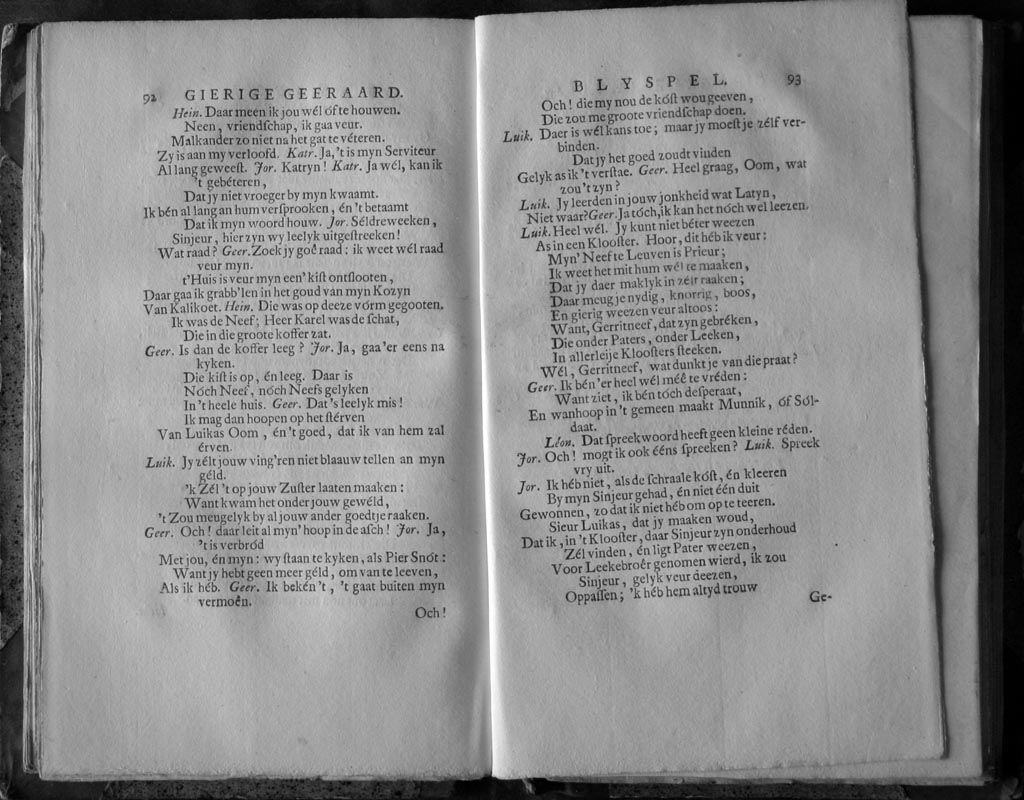 92 GIERIGE GEERAARD.
Hein. Daar meen ik jou wél óf te houwen.
Neen, vriendſchap, ik gaa veur.
Malkander zo niet na het gat te véteren.
Zy is aan my verloofd. Katr. Ja, 't is myn Serviteur
Al lang geweeſt. Jor. Katryn! Katr. Ja wél, kan ik
't gebéteren,
Dat jy niet vroeger by myn kwaamt.
Ik bén al lang an hum verſprooken, én 't betaamt
Dat ik myn woord houw. Jor. Séldreweeken,
Sinjeur, hier zyn wy leelyk uitgeſtreeken!
Wat raad? Geer. Zoek jy goê raad; ik weet wél raad
veur myn.
t'Huis is veur myn een' kiſt ontſlooten,
Daar gaa ik grabb'len in het goud van myn Kozyn
Van Kalikoet. Hein. Die was op deeze vórm gegooten.
Ik was de Neef; Heer Karel was de ſchat,
Die in die groote koffer zat.
Geer. Is dan de koffer leeg? Jor. Ja, gaa'er eens na
kyken.
Die kiſt is op, én leeg. Daar is
Nóch Neef, nóch Neefs gelyken
In 't heele huis. Geer. Dat's leelyk mis!
Ik mag dan hoopen op het ſtérven
Van Luikas Oom, én 't goed, dat ik van hem zal
érven.
Luik. Jy zélt jouw ving'ren niet blaauw tellen an myn
géld.
'k Zél 't op jouw Zuſter laaten maaken:
Want kwam het onder jouw gewéld,
't Zou meugelyk by al jouw ander goedtje raaken.
Geer. Och! daar leit al myn' hoop in de aſch! Jor. Ja,
't is verbród
Met jou, én myn: wy ſtaan te kyken, als Pier Snót:
Want jy hebt geen meer géld, om van te leeven,
Als ik héb. Geer. Ik bekén 't, 't gaat buiten myn
vermoên.
Och!
BLYSPEL. 93
Och! die my nou de kóſt wou geeven,
Die zou me groote vriendſchap doen.
Luik. Daer is wél kans toe; maar jy moeſt je zélf ver-
binden.
Dat jy het goed zoudt vinden
Gelyk as ik 't verſtae. Geer. Heel graag, Oom, wat
zou 't zyn?
Luik. Jy leerden in jouw jonkheid wat Latyn,
Niet waar? Geer. Ja tóch, ik kan het nóch wel leezen.
Luik. Heel wél. Jy kunt niet béter weezen
As in een Klooſter. Hoor, dit héb ik veur:
Myn' Neef te Leuven is Prieur;
Ik weet het mit hum wél te maaken,
Dat jy daer maklyk in zélt raaken;
Daar meug je nydig, knorrig, boos,
En gierig weezen veur altoos:
Want, Gerritneef, dat zyn gebréken,
Die onder Paters, onder Leeken,
In allerleije Klooſters ſteeken.
Wél, Gerritneef, wat dunkt je van die praat?
Geer. Ik bén 'er heel wél méê te vréden:
Want ziet, ik bén tóch deſperaat,
En wanhoop in 't gemeen maakt Munnik, óf Sól-
daat.
Léon. Dat ſpreekwoord heeft geen kleine réden.
Jor. Och! mogt ik ook ééns ſpreeken? Luik. Spreek
vry uit.
Jor. Ik héb niet, als de ſchraale kóſt, én kleeren
By myn Sinjeur gehad, én niet één duit
Gewonnen, zo dat ik niet héb om op te teeren.
Sieur Luikas, dat jy maaken woud,
Dat ik, in 't Klooſter, daar Sinjeur zyn onderhoud
Zél vinden, én ligt Pater weezen,
Voor Leekebroêr genomen wierd, ik zou
Sinjeur, gelyk veur deezen,
Oppaſſen; 'k héb hem altyd trouw
Ge-